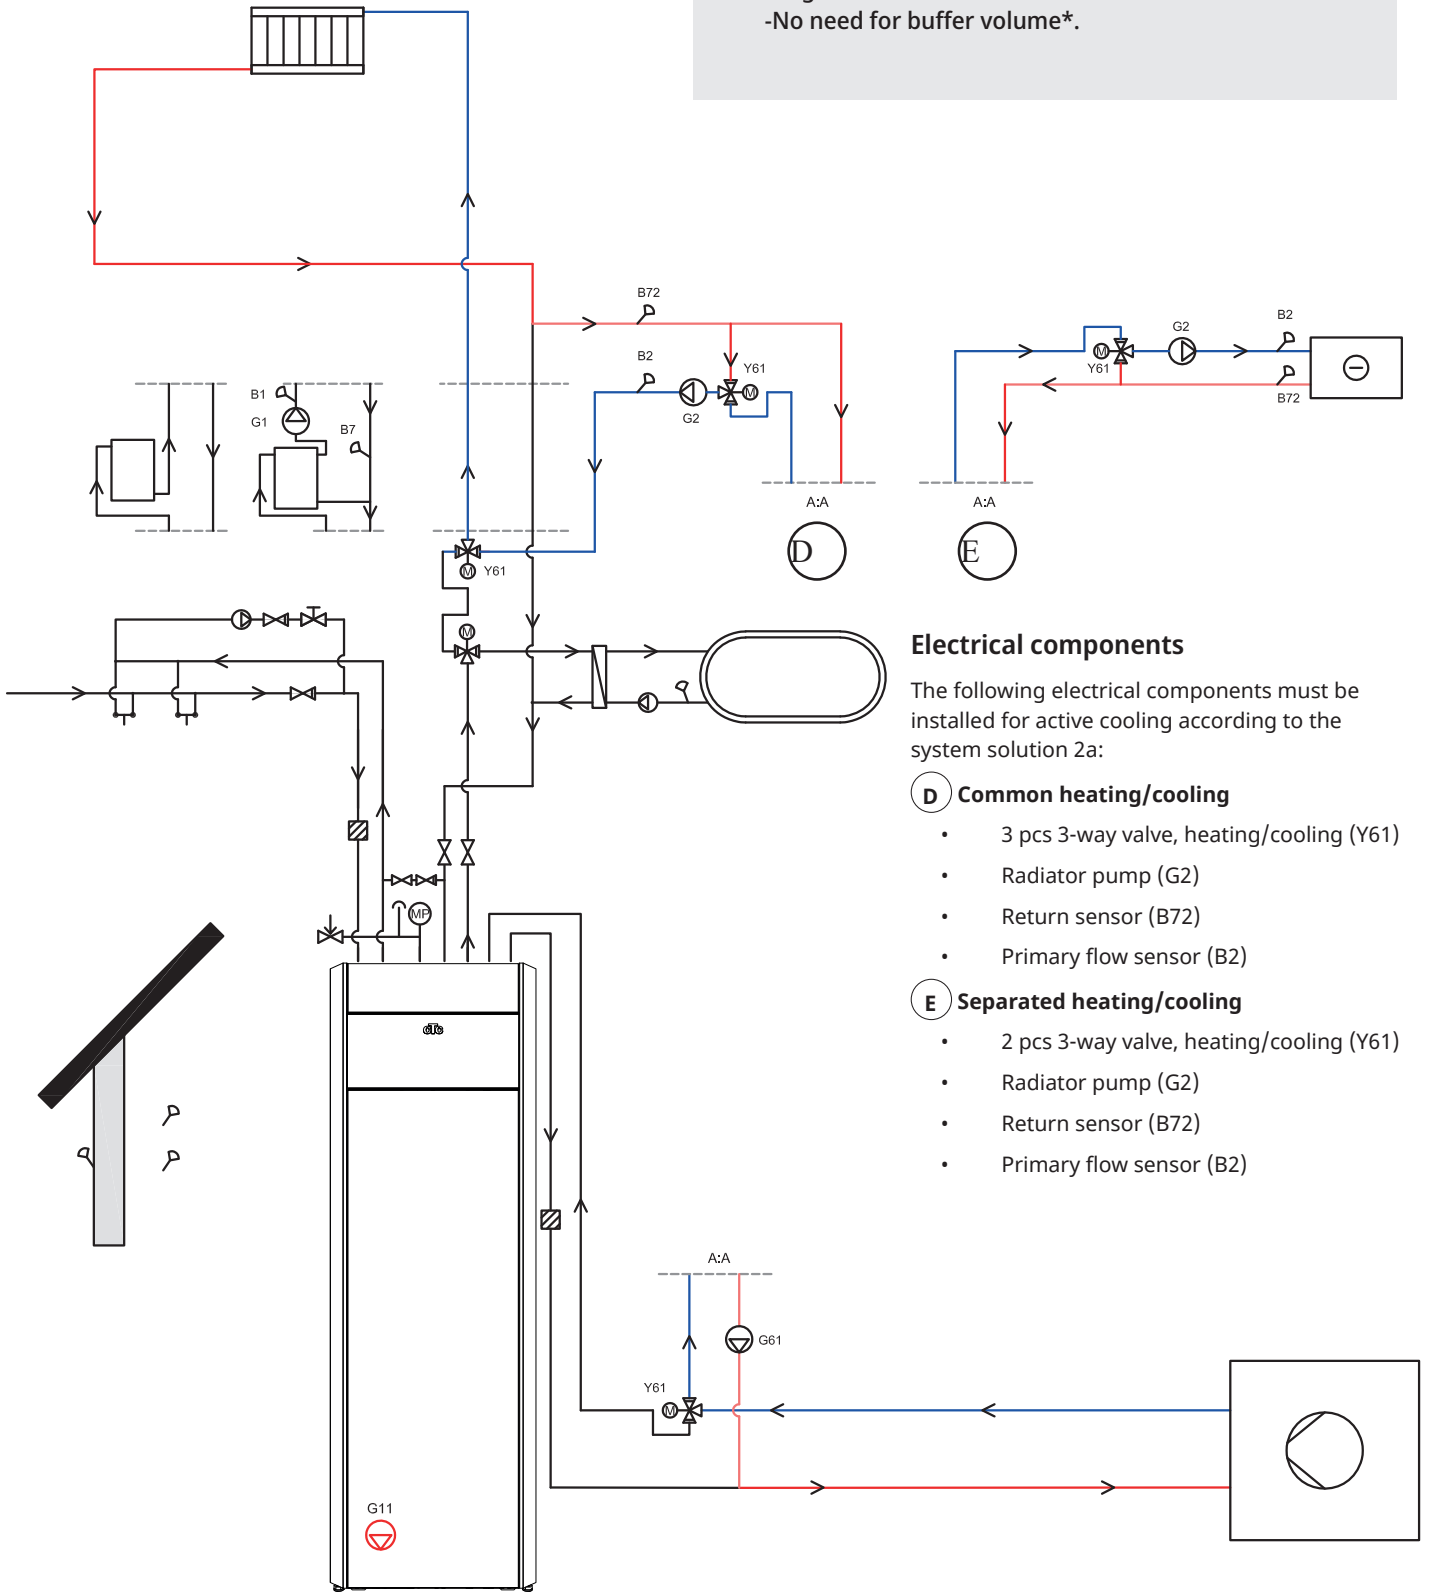 -No need for buffer volume*.
B72
B2
Y61
M
G2
G2
B2
M
Y61
B72
B1
G1
B7
A:A
D
A:A
E
M
Y61
M
Electrical components
The following electrical components must be
installed for active cooling according to the
system solution 2a:
D Common heating/cooling
• 3 pcs 3-way valve, heating/cooling (Y61)
• Radiator pump (G2)
• Return sensor (B72)
• Primary flow sensor (B2)
E Separated heating/cooling
• 2 pcs 3-way valve, heating/cooling (Y61)
• Radiator pump (G2)
• Return sensor (B72)
• Primary flow sensor (B2)
MP
CTC
A:A
G61
Y61
M
G11